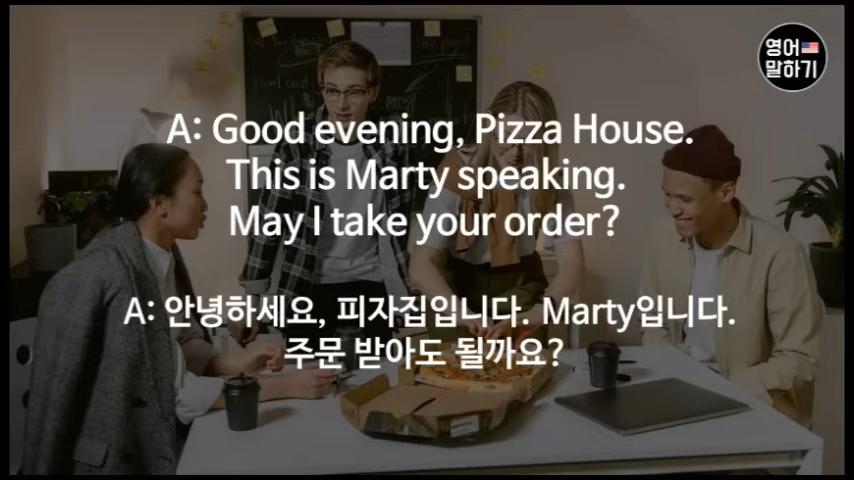 영어
말하기
A: Good evening, Pizza House.
This is Marty speaking.
May I take your order?
A: 안녕하세요, 피자집입니다. Marty입니다.
주문 받아도 될까요?